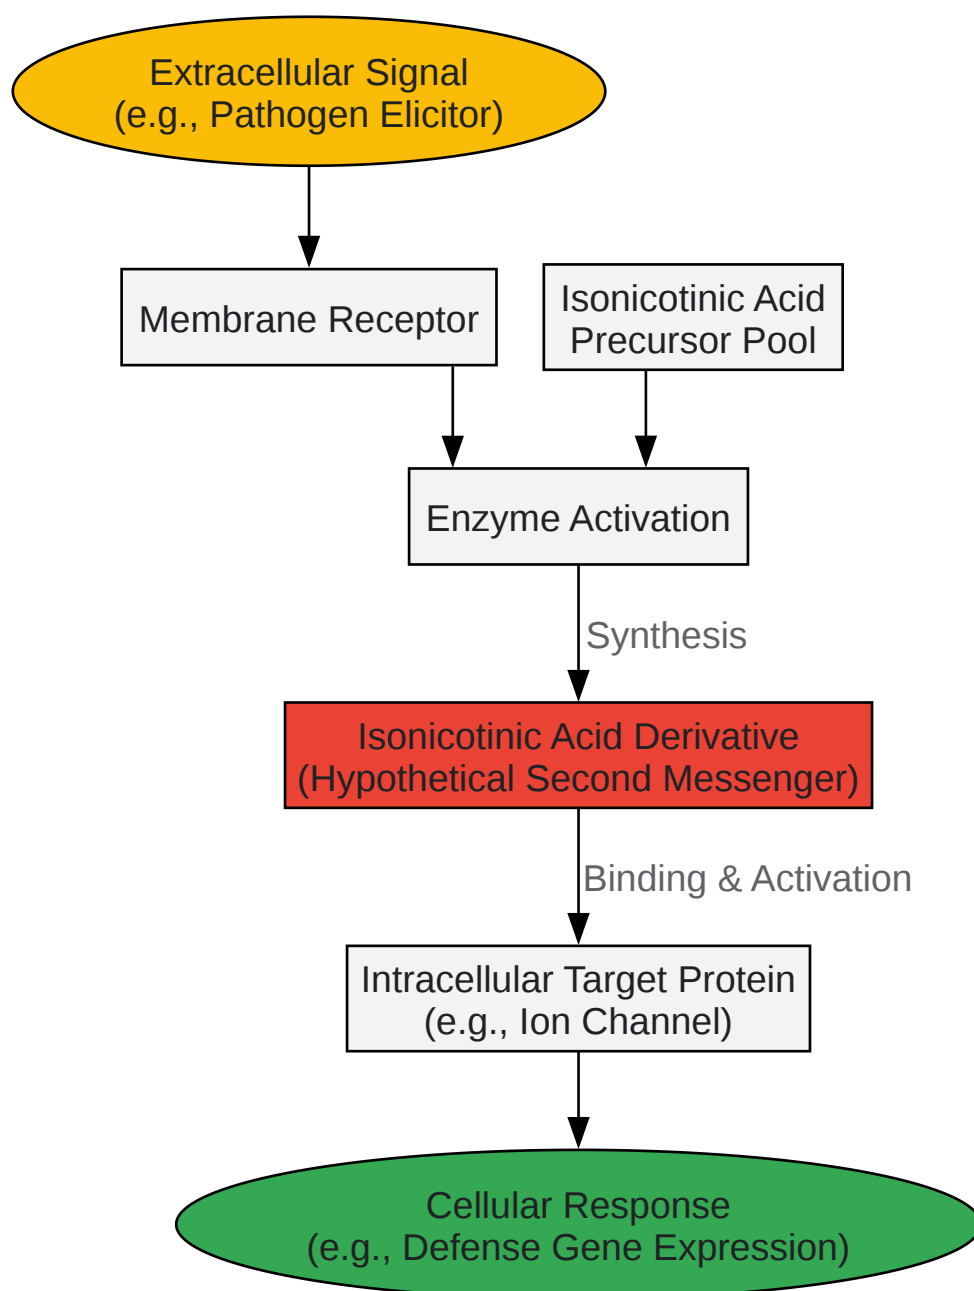 Extracellular Signal
(e.g., Pathogen Elicitor)
Membrane Receptor
Isonicotinic Acid
Precursor Pool
Enzyme Activation
Synthesis
Isonicotinic Acid Derivative
(Hypothetical Second Messenger)
Binding & Activation
Intracellular Target Protein
(e.g., Ion Channel)
Cellular Response
(e.g., Defense Gene Expression)